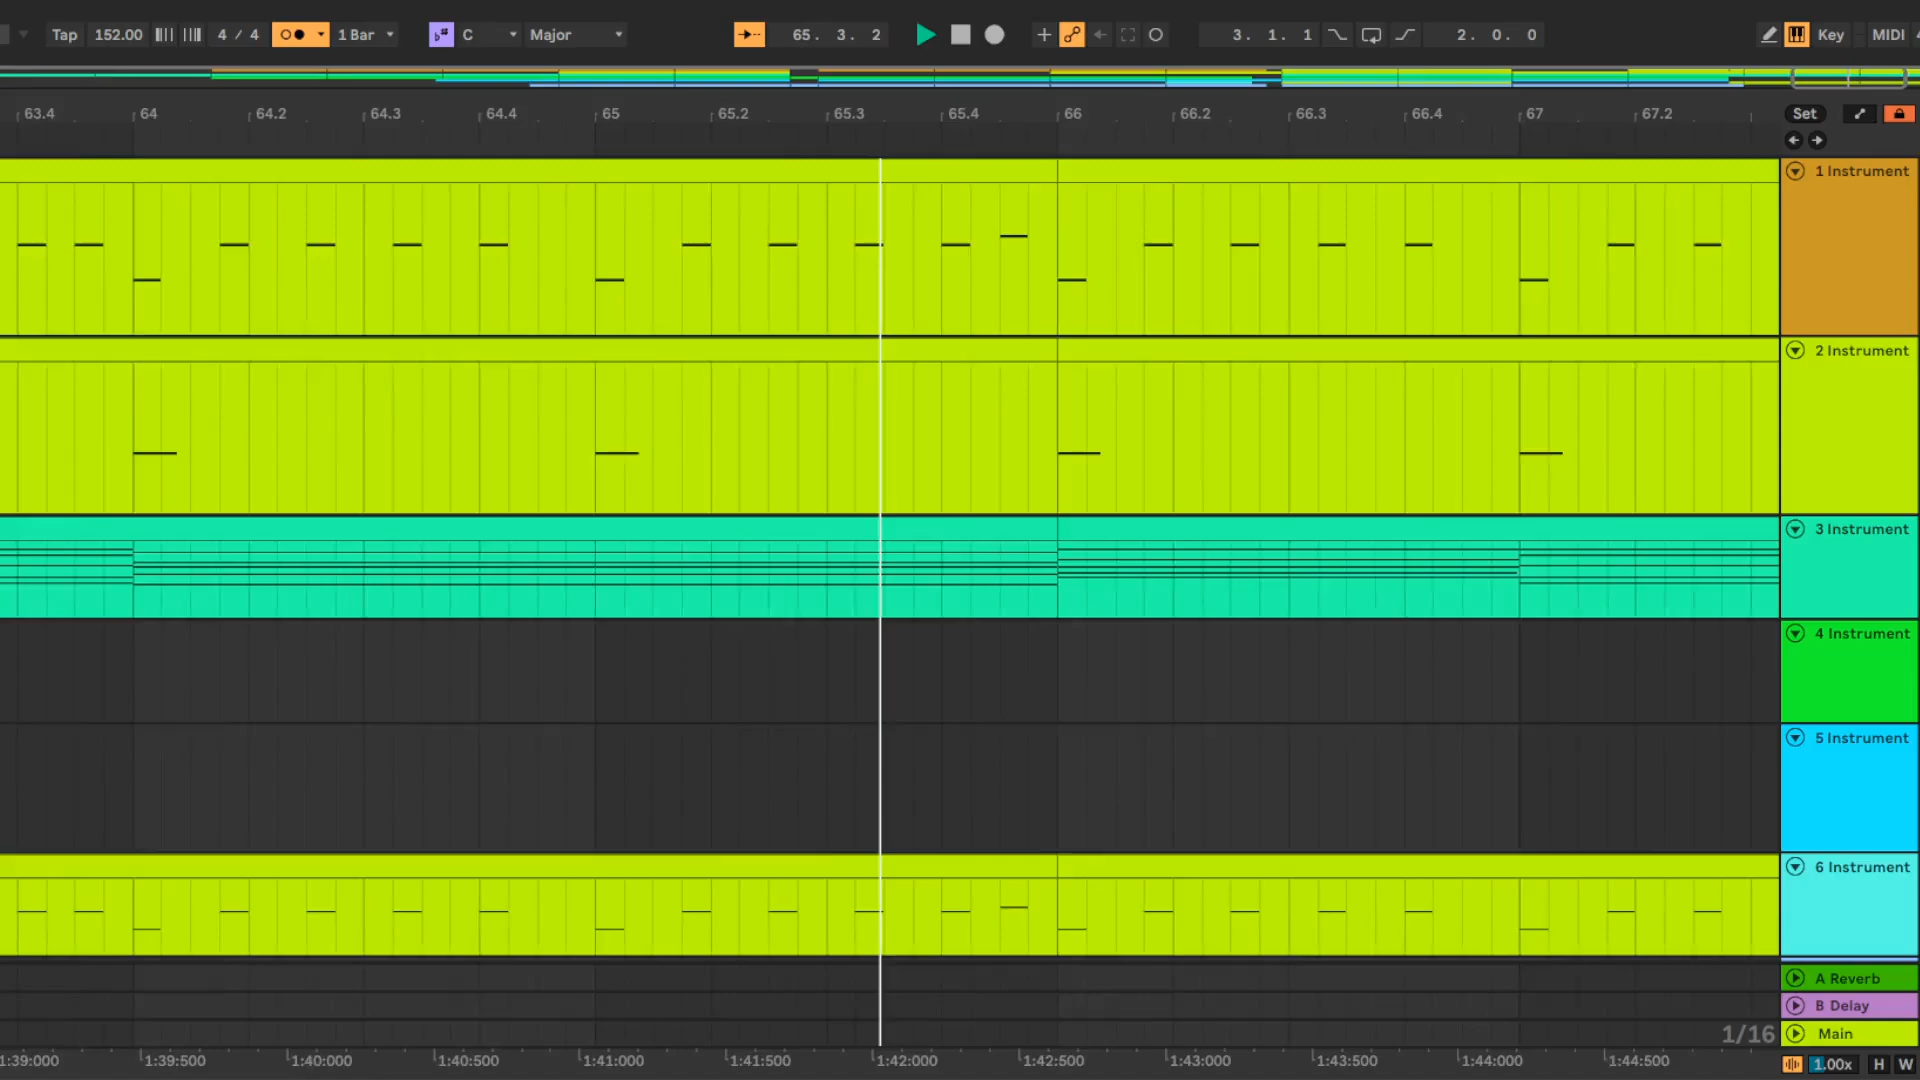 Tap 152.00 4 / 4 1 Bar C Major 65. 3. 2 3. 1. 1 2. 0. 0 Key MIDI
63.4 64 64.2 64.3 64.4 65 65.2 65.3 65.4 66 66.2 66.3 66.4 67 67.2 Set
1 Instrument
2 Instrument
3 Instrument
4 Instrument
5 Instrument
6 Instrument
A Reverb
B Delay
1/16 Main
1:39:000 1:39:500 1:40:000 1:40:500 1:41:000 1:41:500 1:42:000 1:42:500 1:43:000 1:43:500 1:44:000 1:44:500 1.00x H W